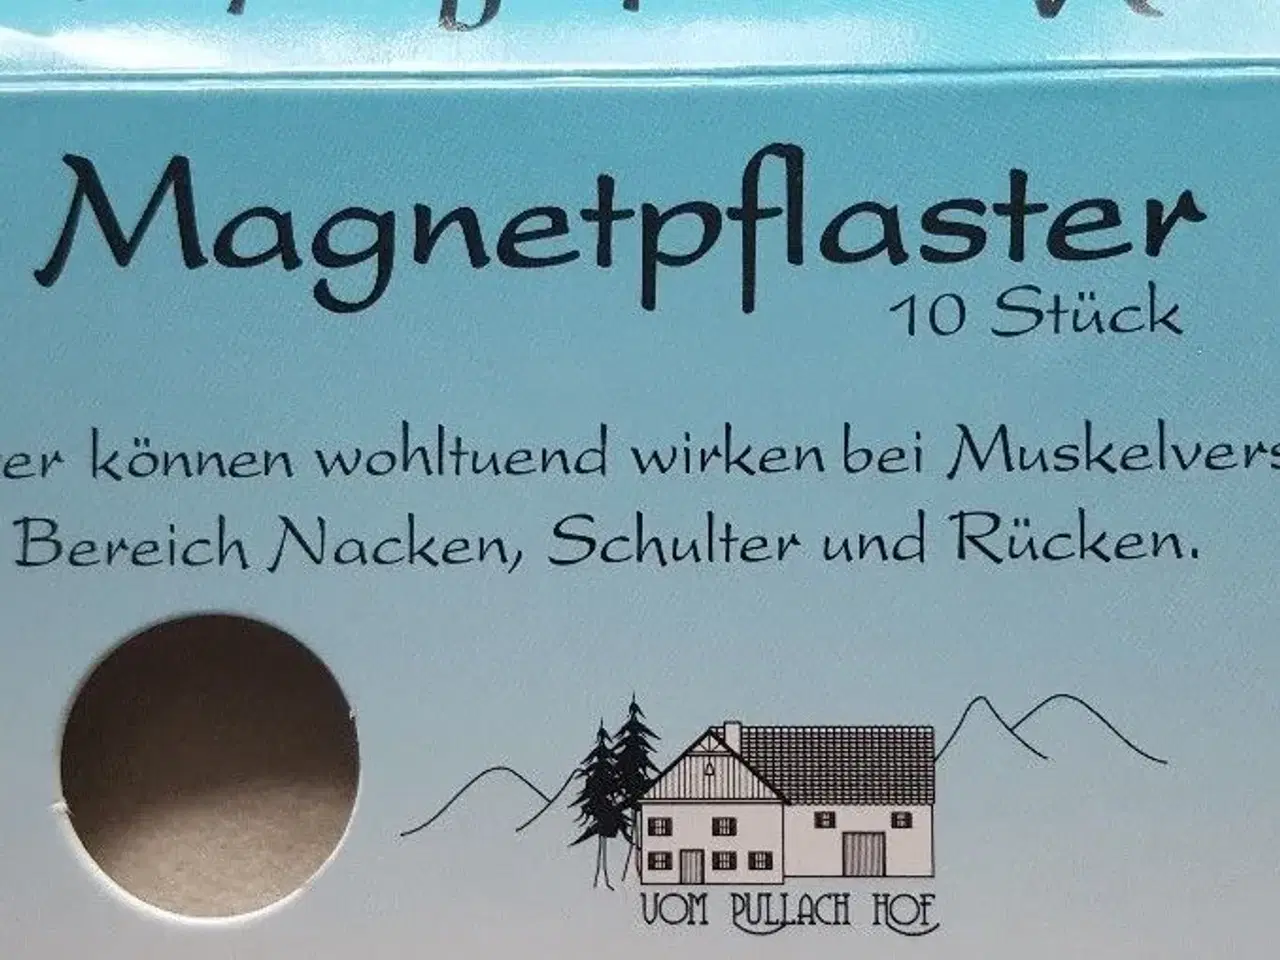 Magnetpflaster
10 Stück
er können wohltuend wirken bei Muskelvers
Bereich Nacken, Schulter und Rücken.
VOM PULLACH HOF